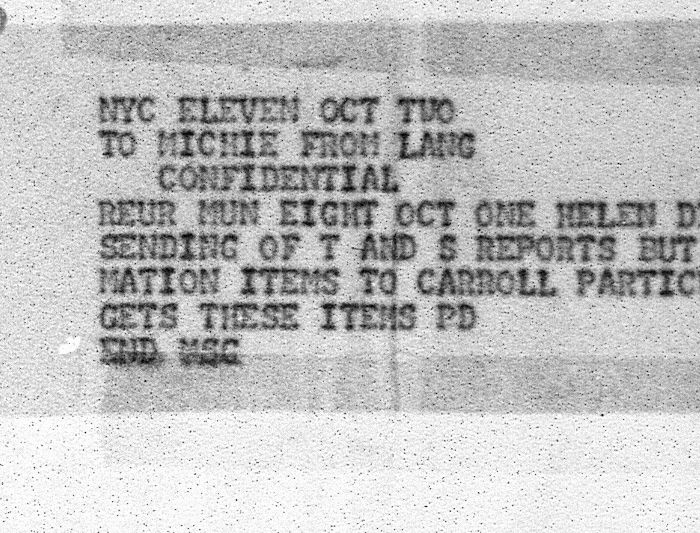 NYC ELEVEN OCT TUO
TO MICHIE FROM LANG
CONFIDENTIAL
REUR MUN EIGHT OCT ONE HELEN
SENDING OF T AND S REPORTS BUT
MATION ITEMS TO CARROLL
GETS THESE ITEMS PD
END MSG